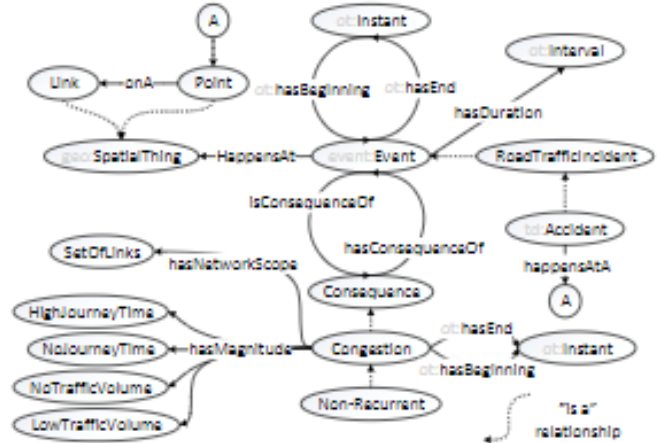 A
ot:Instant
ot:Interval
Link
onA
Point
ot:hasBeginning
ot:hasEnd
hasDuration
geo:SpatialThing
HappensAt
event:Event
RoadTrafficIncident
isConsequenceOf
hasConsequenceOf
td:Accident
happensAtA
SetOfLinks
hasNetworkScope
Consequence
A
HighJourneyTime
NoJourneyTime
hasMagnitude
Congestion
ot:hasEnd
ot:hasBeginning
ot:Instant
NoTrafficVolume
LowTrafficVolume
Non-Recurrent
"is a"
relationship